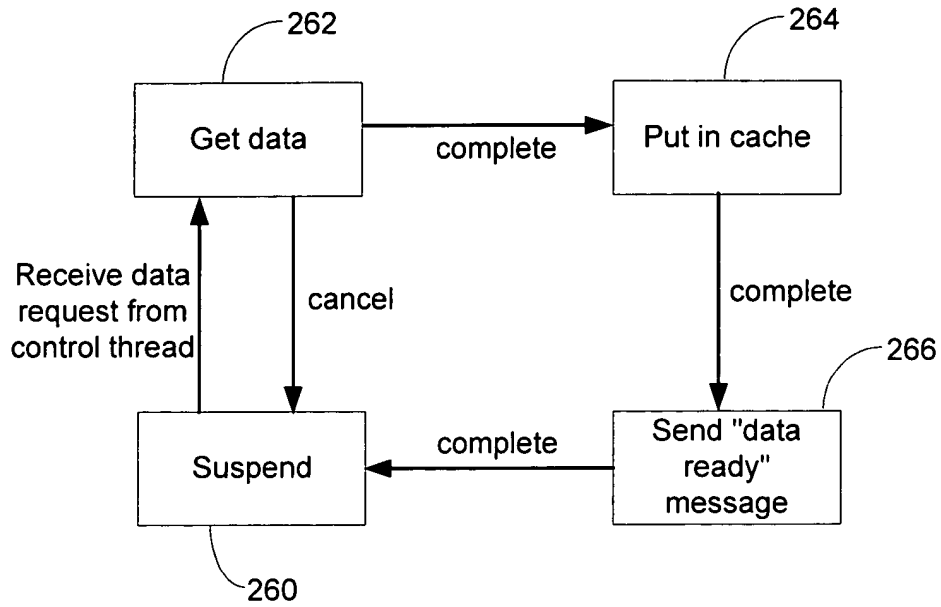 262
264
Get data
complete
Put in cache
Receive data
request from
control thread
cancel
complete
266
Suspend
complete
Send "data
ready"
message
260